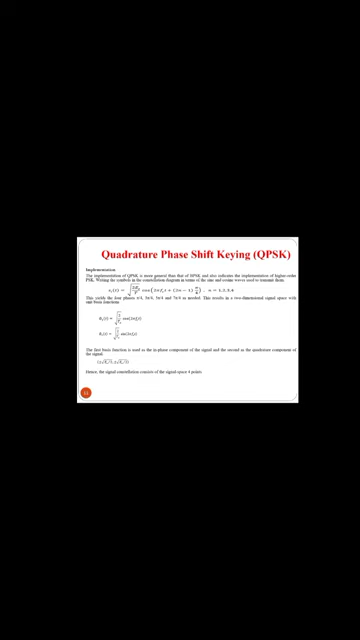 Quadrature Phase Shift Keying (QPSK)
Implementation
The implementation of QPSK is more general than that of BPSK and also indicates the implementation of higher-order
PSK. Writing the symbols in the constellation diagram in terms of the sine and cosine waves used to transmit them.
This yields the four phases π/4, 3π/4, 5π/4 and 7π/4 as needed. This results in a two-dimensional signal space with
unit basis functions
The first basis function is used as the in-phase component of the signal and the second as the quadrature component of
the signal.
Hence, the signal constellation consists of the signal-space 4 points